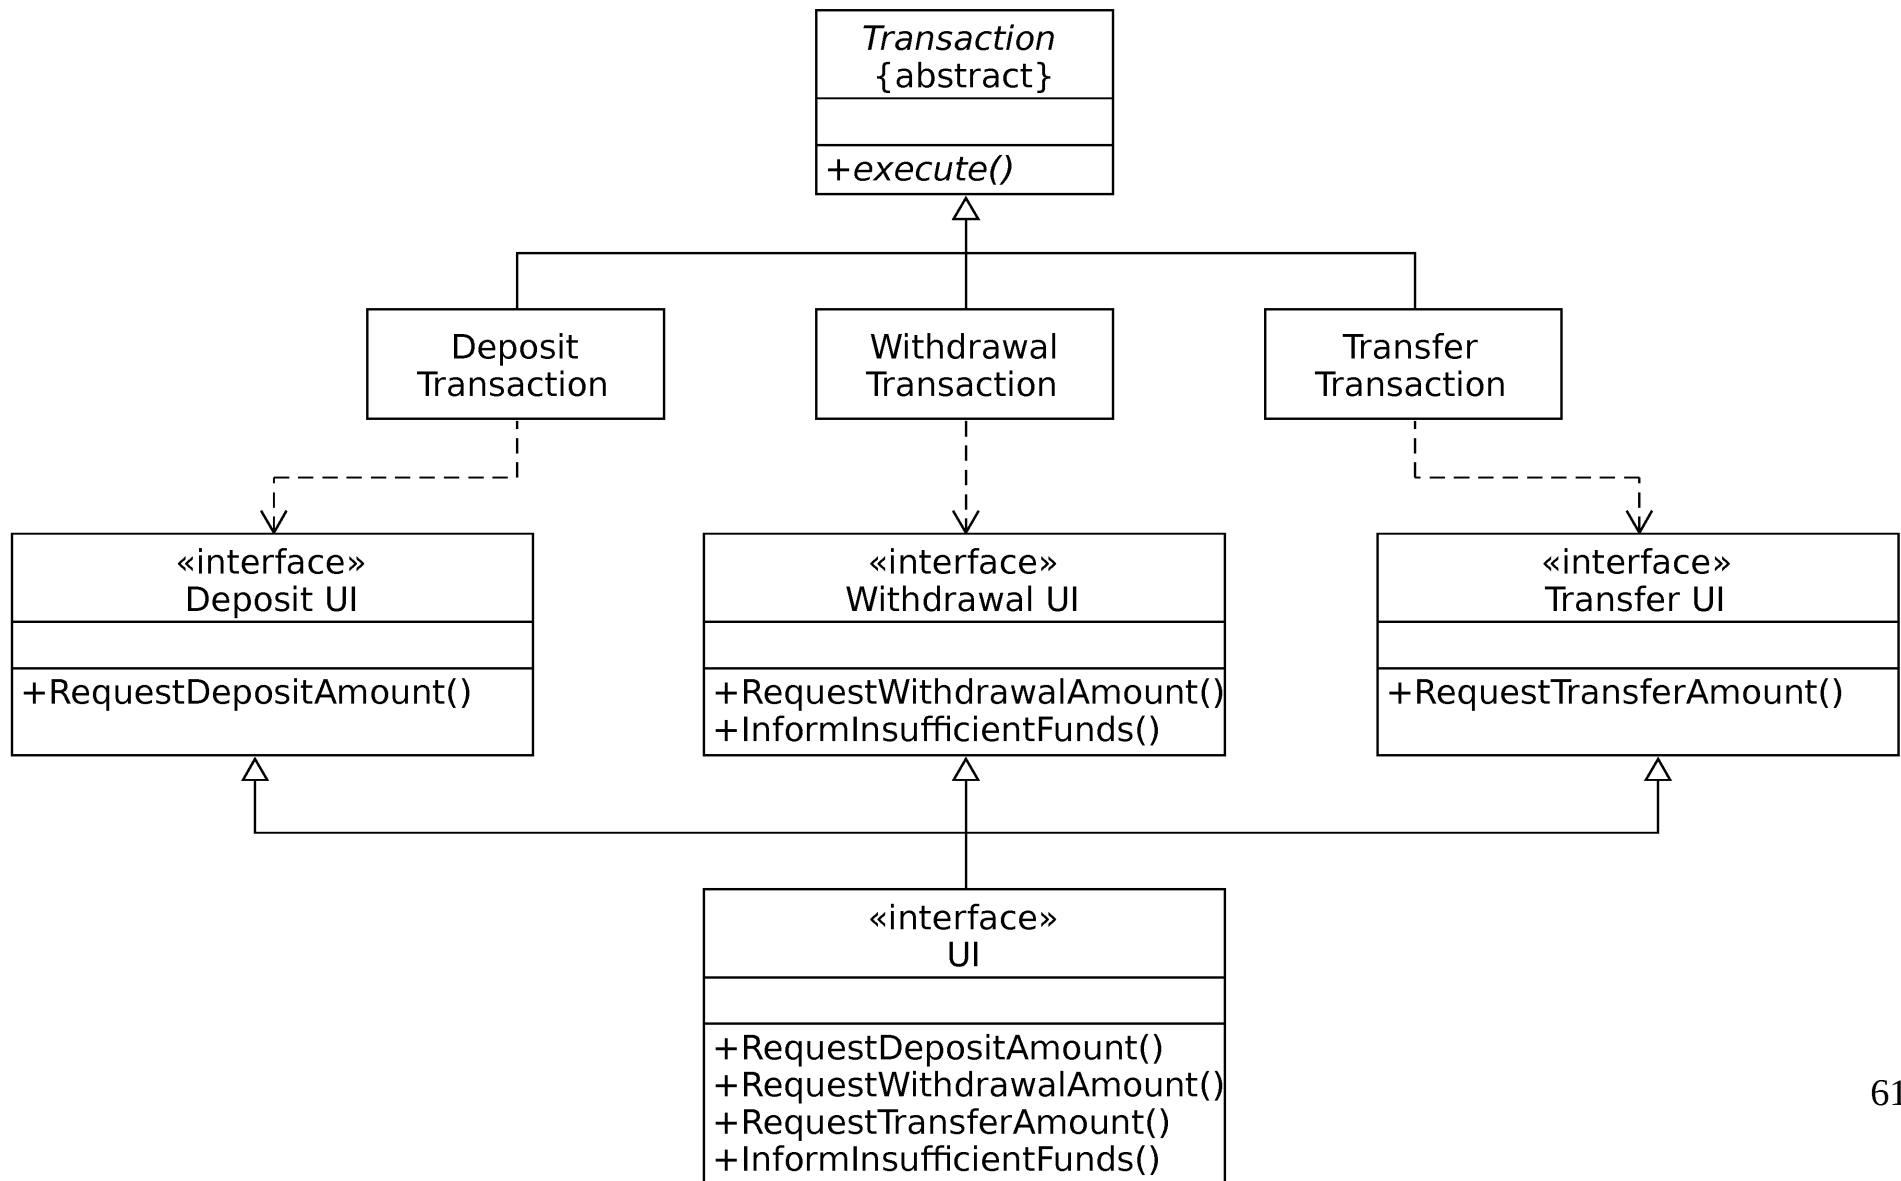 Transaction
{abstract}
+execute()
Deposit
Transaction
Withdrawal
Transaction
Transfer
Transaction
«interface»
Deposit UI
+RequestDepositAmount()
«interface»
Withdrawal UI
+RequestWithdrawalAmount()
+InformInsufficientFunds()
«interface»
Transfer UI
+RequestTransferAmount()
«interface»
UI
+RequestDepositAmount()
+RequestWithdrawalAmount()
+RequestTransferAmount()
+InformInsufficientFunds()
61